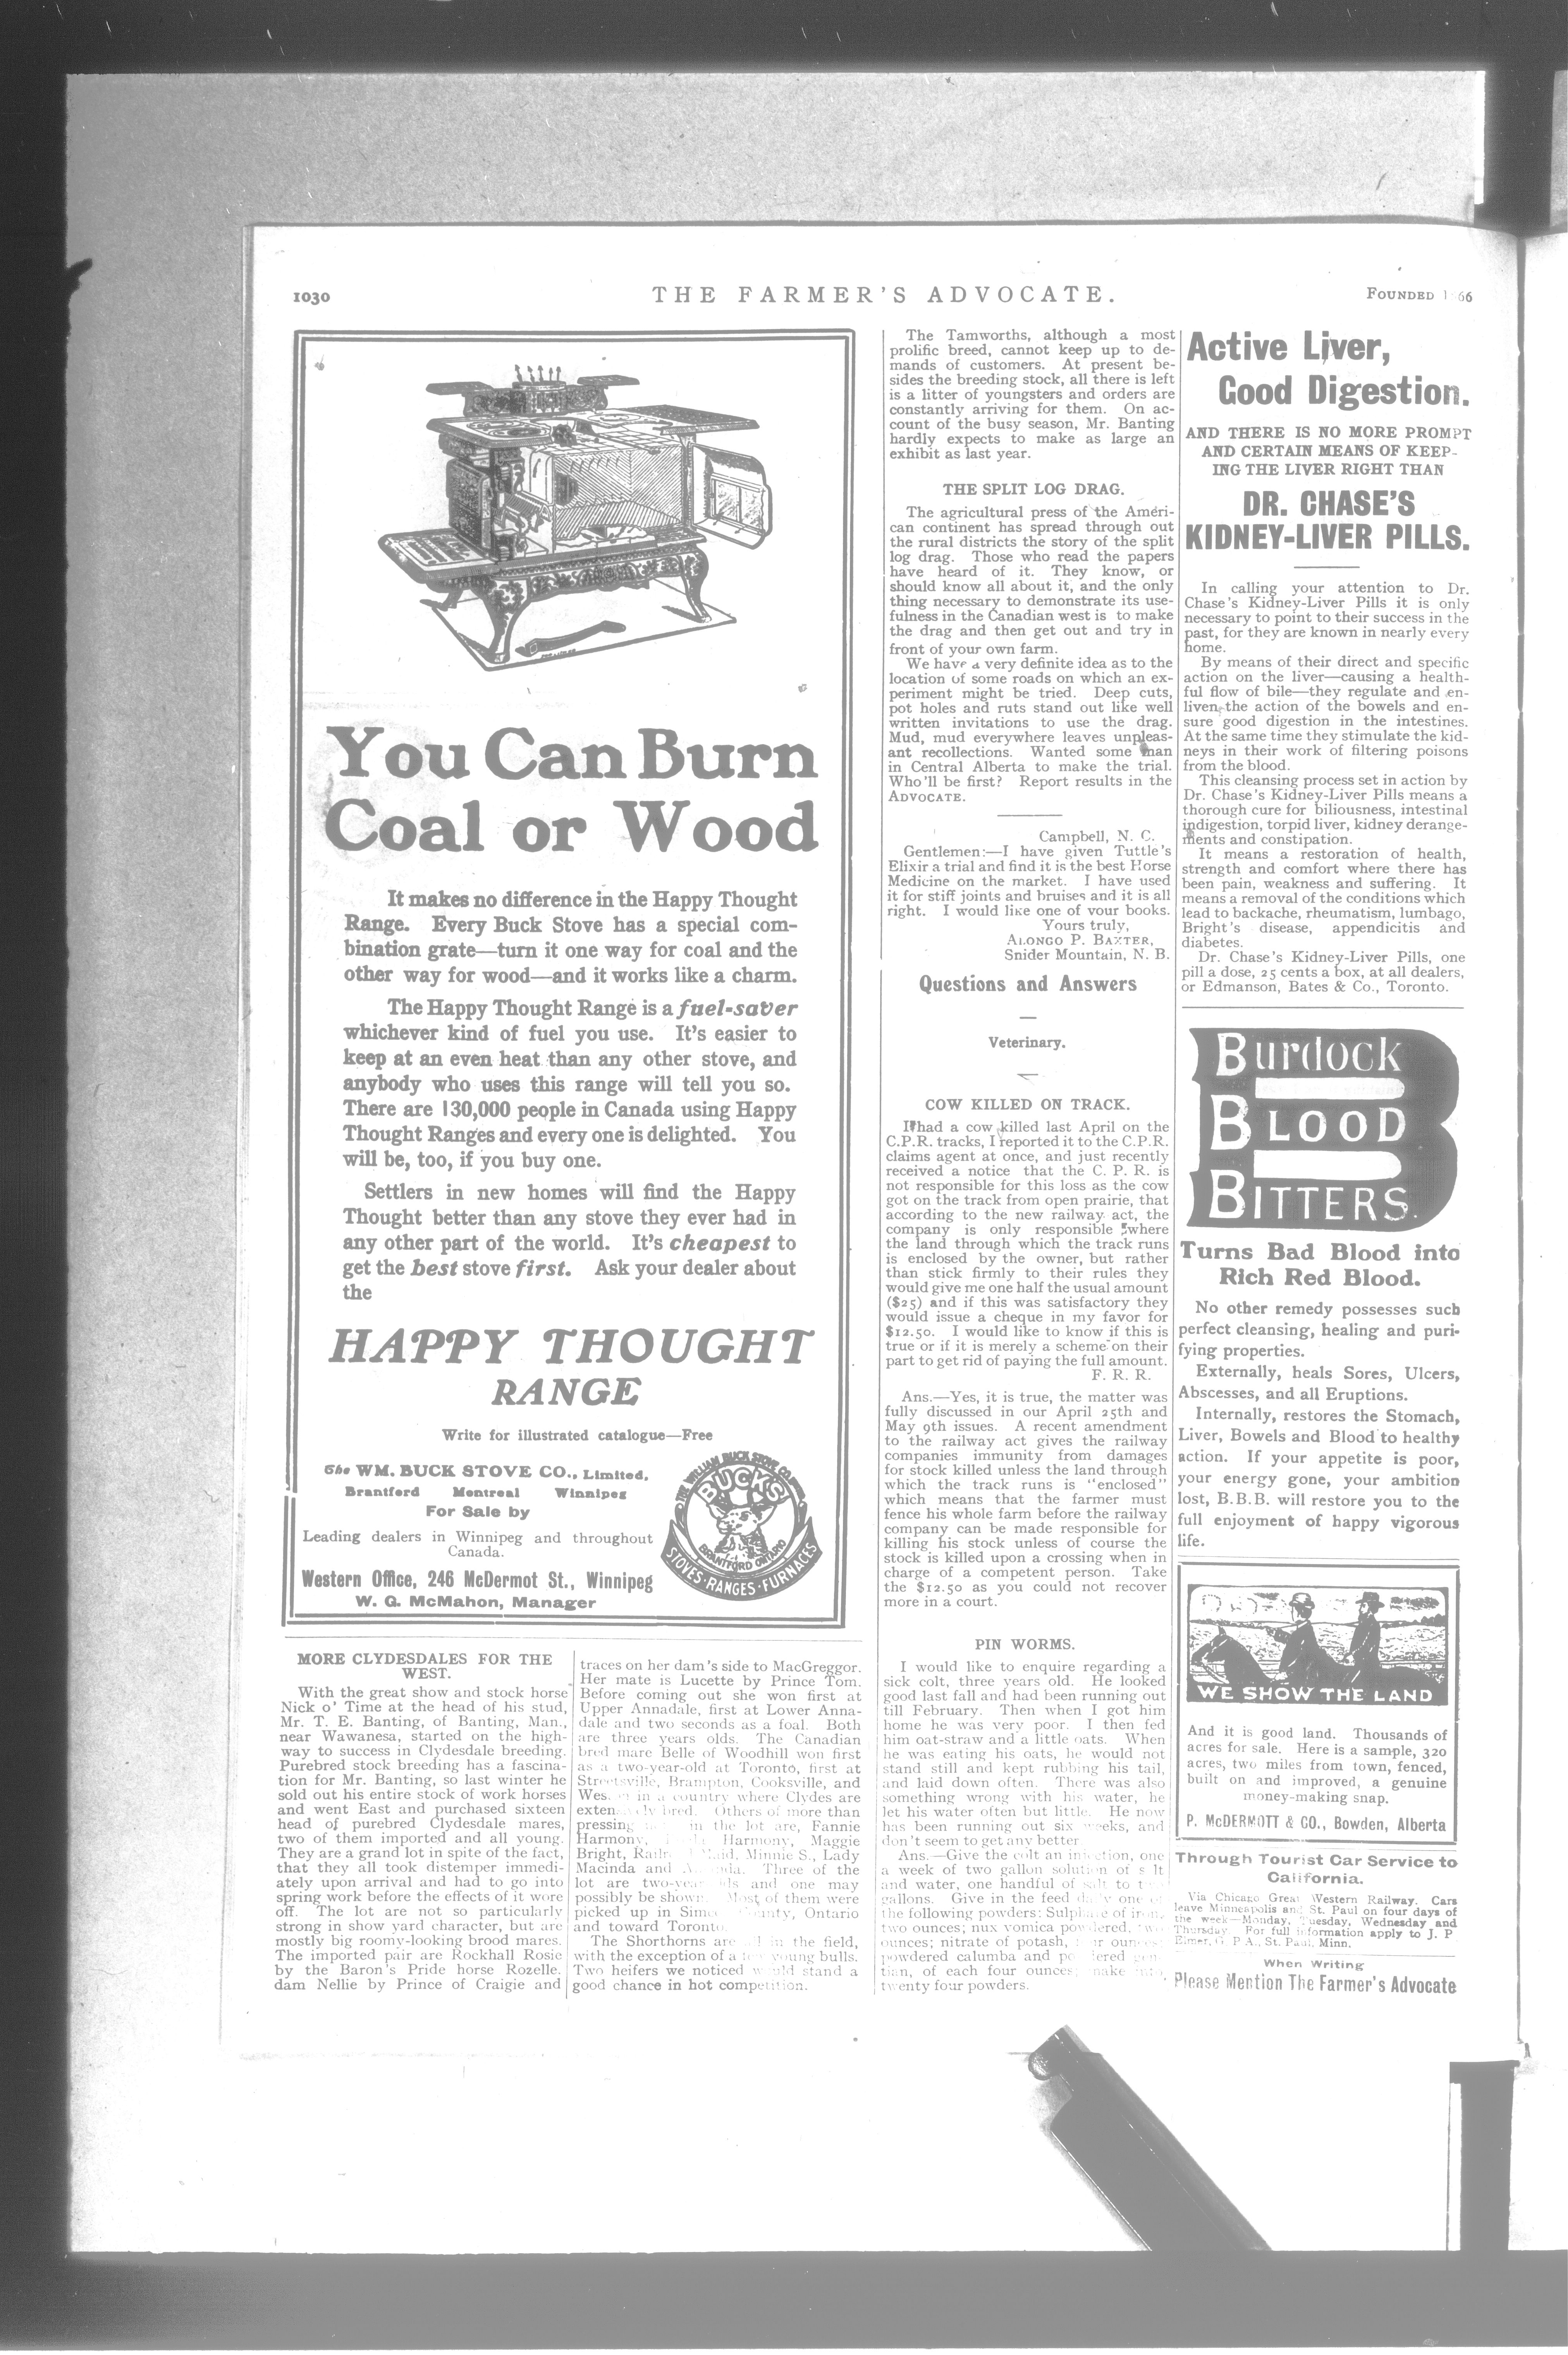 1030
THE FARMER'S ADVOCATE.
FOUNDED 1 66
You Can Burn
Coal or Wood
It makes no difference in the Happy Thought
Range. Every Buck Stove has a special com-
bination grate—turn it one way for coal and the
other way for wood—and it works like a charm.
The Happy Thought Range is a fuel-saver
whichever kind of fuel you use. It's easier to
keep at an even heat than any other stove, and
anybody who uses this range will tell you so.
There are 130,000 people in Canada using Happy
Thought Ranges and every one is delighted. You
will be, too, if you buy one.
Settlers in new homes will find the Happy
Thought better than any stove they ever had in
any other part of the world. It's cheapest to
get the best stove first. Ask your dealer about
the
HAPPY THOUGHT
RANGE
Write for illustrated catalogue—Free
The WM. BUCK STOVE CO., Limited,
Brantford Montreal Winnipeg
For Sale by
Leading dealers in Winnipeg and throughout
Canada.
Western Office, 246 McDermot St., Winnipeg
W. G. McMahon, Manager
THE WILLIAM BUCK STOVE CO.
BUCK'S
BRANTFORD ONTARIO
STOVES·RANGES·FURNACES
MORE CLYDESDALES FOR THE
WEST.
With the great show and stock horse
Nick o' Time at the head of his stud,
Mr. T. E. Banting, of Banting, Man.,
near Wawanesa, started on the high-
way to success in Clydesdale breeding.
Purebred stock breeding has a fascina-
tion for Mr. Banting, so last winter he
sold out his entire stock of work horses
and went East and purchased sixteen
head of purebred Clydesdale mares,
two of them imported and all young.
They are a grand lot in spite of the fact,
that they all took distemper immedi-
ately upon arrival and had to go into
spring work before the effects of it wore
off. The lot are not so particularly
strong in show yard character, but are
mostly big roomy-looking brood mares.
The imported pair are Rockhall Rosie
by the Baron's Pride horse Rozelle.
dam Nellie by Prince of Craigie and
traces on her dam's side to MacGreggor.
Her mate is Lucette by Prince Tom.
Before coming out she won first at
Upper Annadale, first at Lower Anna-
dale and two seconds as a foal. Both
are three years olds. The Canadian
bred mare Belle of Woodhill won first
as a two-year-old at Toronto, first at
Streetsville, Brampton, Cooksville, and
in a country where Clydes are
bred. Others of more than
pressing in the lot are, Fannie
Harmony, Harmony, Maggie
Bright, Maid, Minnie S., Lady
Macinda and Three of the
lot are and one may
possibly be shown. Most of them were
picked up in County, Ontario
and toward Toronto.
The Shorthorns are in the field,
with the exception of a few young bulls.
Two heifers we noticed would stand a
good chance in hot competition.
The Tamworths, although a most
prolific breed, cannot keep up to de-
mands of customers. At present be-
sides the breeding stock, all there is left
is a litter of youngsters and orders are
constantly arriving for them. On ac-
count of the busy season, Mr. Banting
hardly expects to make as large an
exhibit as last year.
THE SPLIT LOG DRAG.
The agricultural press of the Ameri-
can continent has spread through out
the rural districts the story of the split
log drag. Those who read the papers
have heard of it. They know, or
should know all about it, and the only
thing necessary to demonstrate its use-
fulness in the Canadian west is to make
the drag and then get out and try in
front of your own farm.
We have a very definite idea as to the
location of some roads on which an ex-
periment might be tried. Deep cuts,
pot holes and ruts stand out like well
written invitations to use the drag.
Mud, mud everywhere leaves unpleas-
ant recollections. Wanted some man
in Central Alberta to make the trial.
Who'll be first? Report results in the
ADVOCATE.
Campbell, N. C.
Gentlemen:—I have given Tuttle's
Elixir a trial and find it is the best Horse
Medicine on the market. I have used
it for stiff joints and bruises and it is all
right. I would like one of your books.
Yours truly,
ALONGO P. BAXTER,
Snider Mountain, N. B.
Questions and Answers
Veterinary.
COW KILLED ON TRACK.
I had a cow killed last April on the
C.P.R. tracks, I reported it to the C.P.R.
claims agent at once, and just recently
received a notice that the C. P. R. is
not responsible for this loss as the cow
got on the track from open prairie, that
according to the new railway act, the
company is only responsible where
the land through which the track runs
is enclosed by the owner, but rather
than stick firmly to their rules they
would give me one half the usual amount
($25) and if this was satisfactory they
would issue a cheque in my favor for
$12.50. I would like to know if this is
true or if it is merely a scheme on their
part to get rid of paying the full amount.
F. R. R.
Ans.—Yes, it is true, the matter was
fully discussed in our April 25th and
May 9th issues. A recent amendment
to the railway act gives the railway
companies immunity from damages
for stock killed unless the land through
which the track runs is "enclosed"
which means that the farmer must
fence his whole farm before the railway
company can be made responsible for
killing his stock unless of course the
stock is killed upon a crossing when in
charge of a competent person. Take
the $12.50 as you could not recover
more in a court.
PIN WORMS.
I would like to enquire regarding a
sick colt, three years old. He looked
good last fall and had been running out
till February. Then when I got him
home he was very poor. I then fed
him oat-straw and a little oats. When
he was eating his oats, he would not
stand still and kept rubbing his tail,
and laid down often. There was also
something wrong with his water, he
let his water often but little. He now
has been running out six weeks, and
don't seem to get any better.
Ans.—Give the colt an injection, one
a week of two gallon solution of salt
and water, one handful of salt to two
gallons. Give in the feed daily one of
the following powders: Sulphate of iron,
two ounces; nux vomica powdered, two
ounces; nitrate of potash, ounces
powdered calumba and powdered gen-
tian, of each four ounces; make into
twenty four powders.
Active Liver,
Good Digestion.
AND THERE IS NO MORE PROMPT
AND CERTAIN MEANS OF KEEP-
ING THE LIVER RIGHT THAN
DR. CHASE'S
KIDNEY-LIVER PILLS.
In calling your attention to Dr.
Chase's Kidney-Liver Pills it is only
necessary to point to their success in the
past, for they are known in nearly every
home.
By means of their direct and specific
action on the liver—causing a health-
ful flow of bile—they regulate and en-
liven the action of the bowels and en-
sure good digestion in the intestines.
At the same time they stimulate the kid-
neys in their work of filtering poisons
from the blood.
This cleansing process set in action by
Dr. Chase's Kidney-Liver Pills means a
thorough cure for biliousness, intestinal
indigestion, torpid liver, kidney derange-
ments and constipation.
It means a restoration of health,
strength and comfort where there has
been pain, weakness and suffering. It
means a removal of the conditions which
lead to backache, rheumatism, lumbago,
Bright's disease, appendicitis and
diabetes.
Dr. Chase's Kidney-Liver Pills, one
pill a dose, 25 cents a box, at all dealers,
or Edmanson, Bates & Co., Toronto.
BURDOCK
BLOOD
BITTERS.
Turns Bad Blood into
Rich Red Blood.
No other remedy possesses such
perfect cleansing, healing and puri-
fying properties.
Externally, heals Sores, Ulcers,
Abscesses, and all Eruptions.
Internally, restores the Stomach,
Liver, Bowels and Blood to healthy
action. If your appetite is poor,
your energy gone, your ambition
lost, B.B.B. will restore you to the
full enjoyment of happy vigorous
life.
WE SHOW THE LAND
And it is good land. Thousands of
acres for sale. Here is a sample, 320
acres, two miles from town, fenced,
built on and improved, a genuine
money-making snap.
P. McDERMOTT & CO., Bowden, Alberta
Through Tourist Car Service to
California.
Via Chicago Great Western Railway. Cars
leave Minneapolis and St. Paul on four days of
the week—Monday, Tuesday, Wednesday and
Thursday. For full information apply to J. P
Elmer, G. P A., St. Paul, Minn.
When Writing
Please Mention The Farmer's Advocate